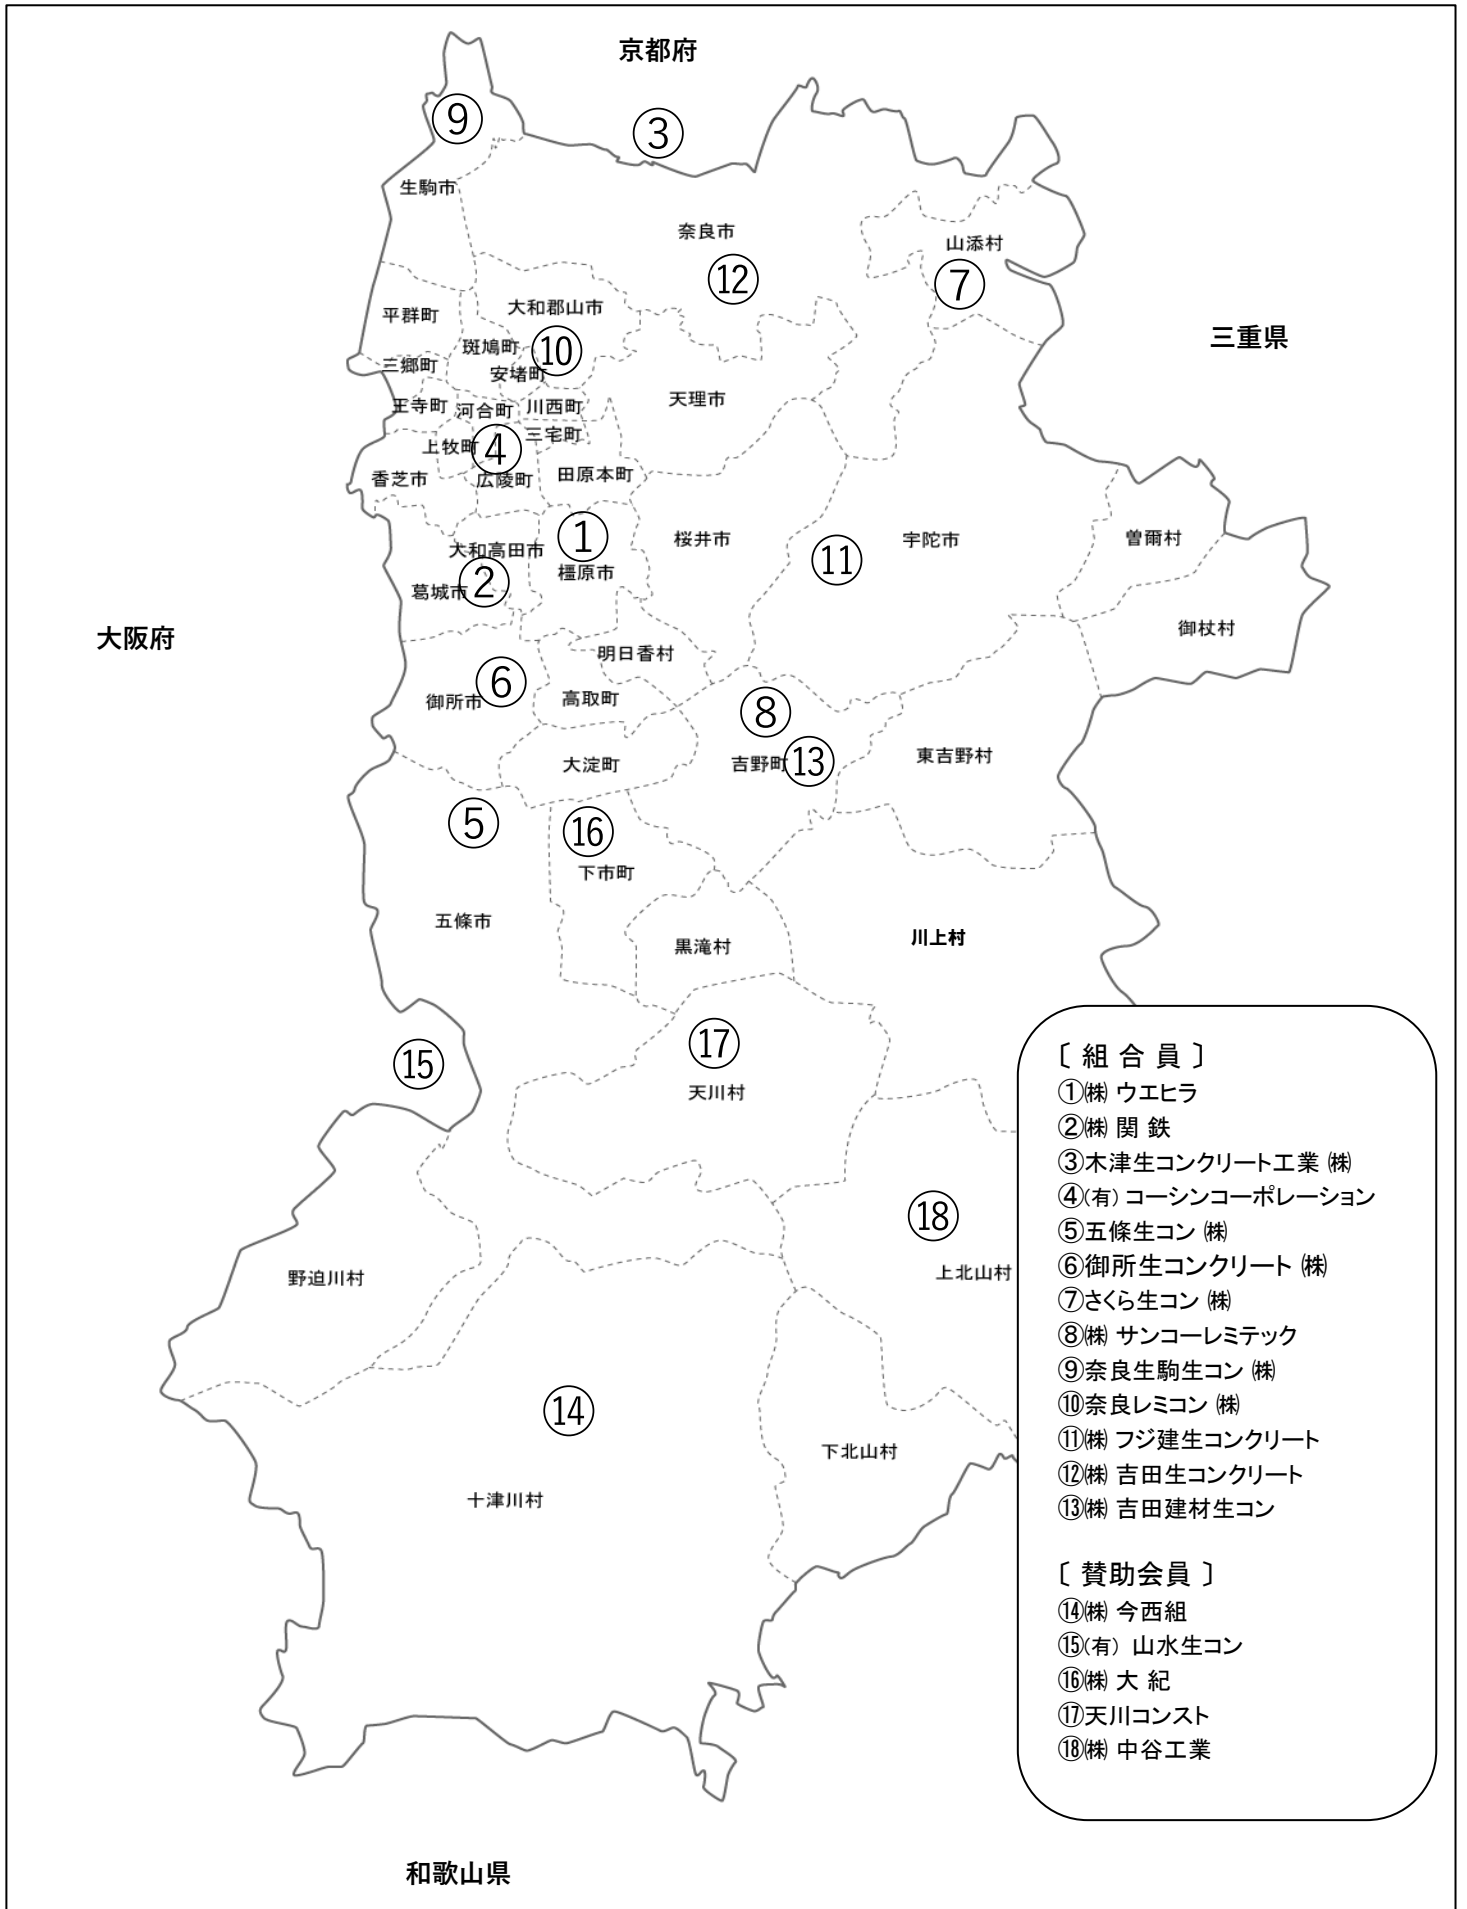 京都府
⑨
③
生駒市
奈良市
山添村
⑫
⑦
平群町
大和郡山市
三重県
斑鳩町
⑩
三郷町
安堵町
天理市
王寺町
河合町
川西町
上牧町
④
三宅町
香芝市
広陵町
田原本町
①
桜井市
宇陀市
曽爾村
大和高田市
⑪
橿原市
葛城市
②
大阪府
御杖村
明日香村
御所市
⑥
高取町
⑧
大淀町
吉野町
⑬
東吉野村
⑤
⑯
下市町
五條市
黒滝村
川上村
⑮
⑰
天川村
⑱
上北山村
野迫川村
⑭
下北山村
十津川村
和歌山県
〔 組 合 員 〕
①㈱ ウエヒラ
②㈱ 関 鉄
③木津生コンクリート工業 ㈱
④(有) コーシンコーポレーション
⑤五條生コン ㈱
⑥御所生コンクリート ㈱
⑦さくら生コン ㈱
⑧㈱ サンコーレミテック
⑨奈良生駒生コン ㈱
⑩奈良レミコン ㈱
⑪㈱ フジ建生コンクリート
⑫㈱ 吉田生コンクリート
⑬㈱ 吉田建材生コン
〔 賛助会員 〕
⑭㈱ 今西組
⑮(有) 山水生コン
⑯㈱ 大 紀
⑰天川コンスト
⑱㈱ 中谷工業